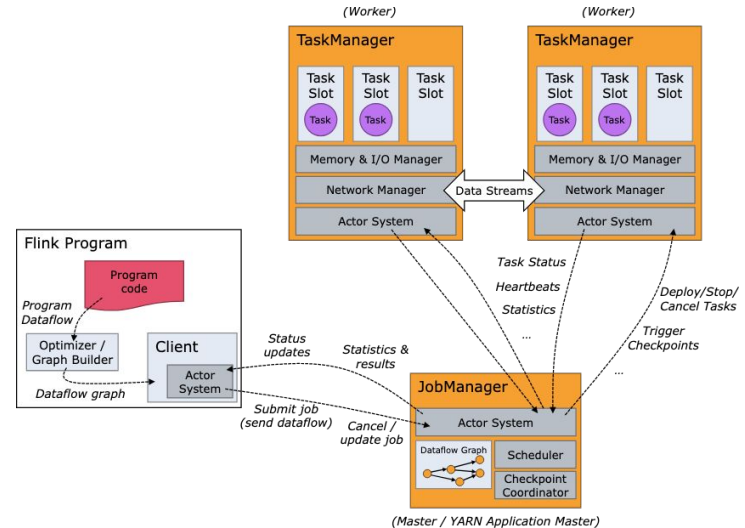 (Worker)
TaskManager
Task
Slot
Task
Task
Slot
Task
Task
Slot
Memory & I/O Manager
Network Manager
Actor System
(Worker)
TaskManager
Task
Slot
Task
Task
Slot
Task
Task
Slot
Memory & I/O Manager
Network Manager
Actor System
Data Streams
Flink Program
Program
code
Program
Dataflow
Optimizer /
Graph Builder
Dataflow graph
Client
Actor
System
Status
updates
Statistics &
results
Submit job
(send dataflow)
Cancel /
update job
Task Status
Heartbeats
Statistics
...
Deploy/Stop/
Cancel Tasks
Trigger
Checkpoints
...
JobManager
Actor System
Dataflow Graph
Scheduler
Checkpoint
Coordinator
(Master / YARN Application Master)